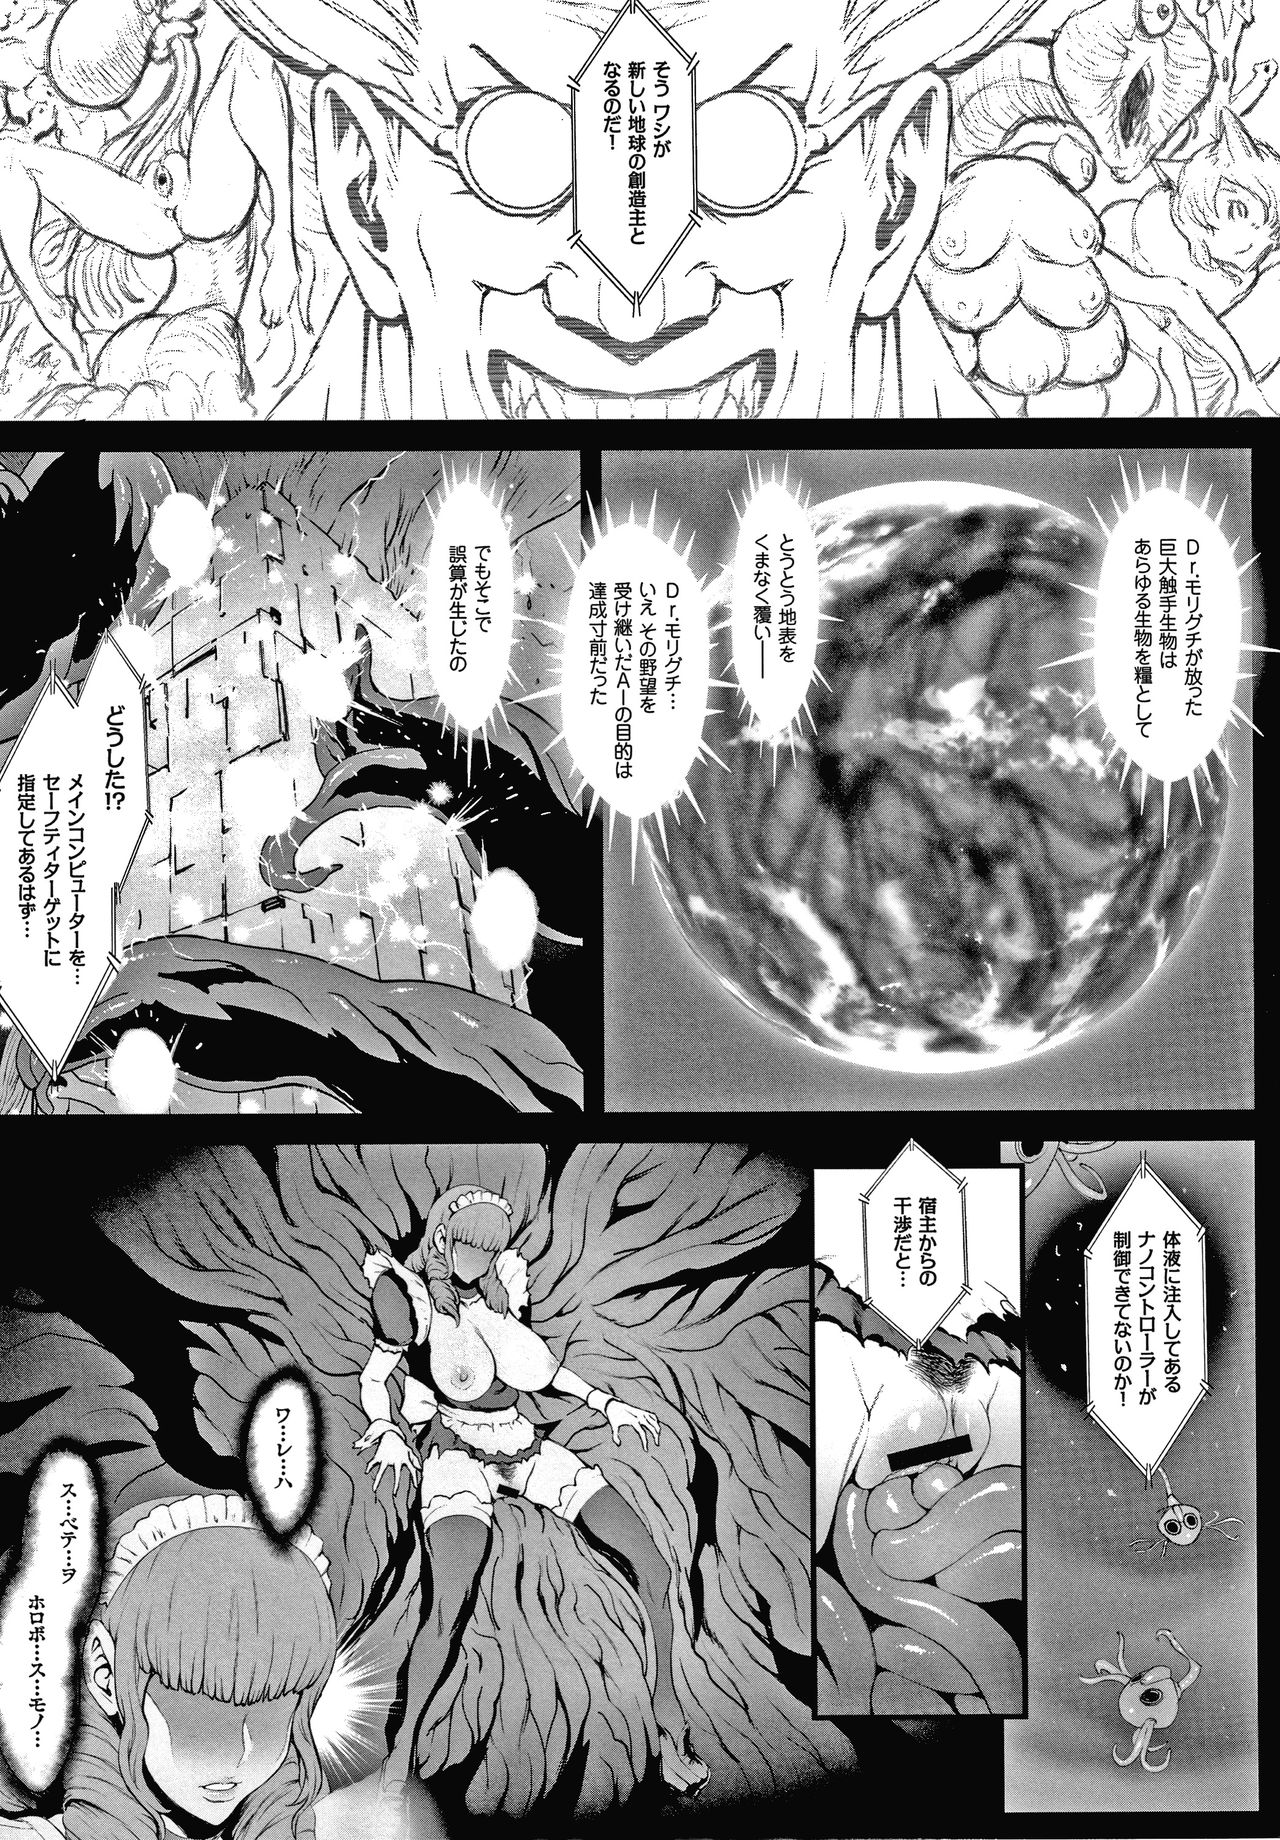 そう ワシが
新しい地球の創造主と
なるのだ!
Dr.モリグチが放った
巨大触手生物は
あらゆる生物を糧として
とうとう地表を
くまなく覆い──
Dr.モリグチ…
いえ その野望を
受け継いだAIの目的は
達成寸前だった
でもそこで
誤算が生じたの
どうした!?
メインコンピューターを…
セーフティターゲットに
指定してあるはず…
体液に注入してある
ナノコントローラーが
制御できてないのか!
宿主からの
干渉だと…
ワ…レ…ハ
ス…ベテ…ヲ
ホロボ…ス…モノ…